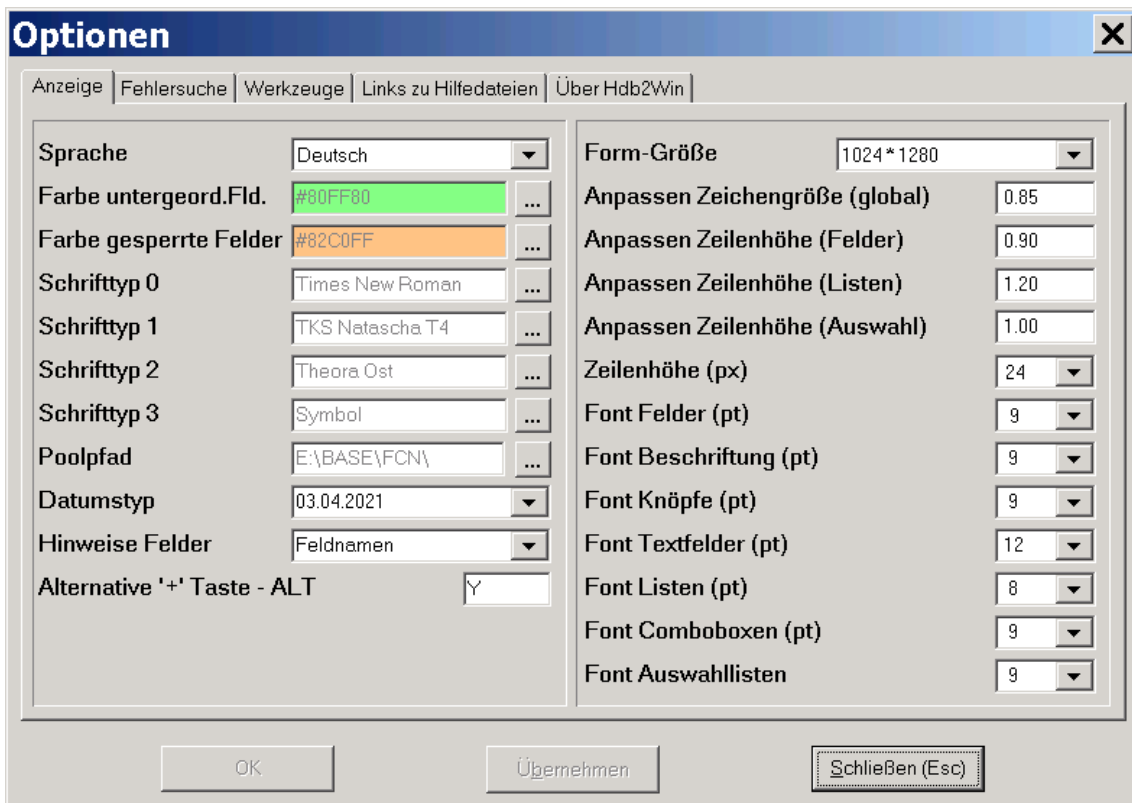 Optionen
Anzeige Fehlersuche Werkzeuge Links zu Hilfedateien Über Hdb2Win
Sprache Deutsch
Farbe untergeord.Fld. #80FF80 ...
Farbe gesperrte Felder #82C0FF ...
Schrifttyp 0 Times New Roman ...
Schrifttyp 1 TKS Natascha T4 ...
Schrifttyp 2 Theora Ost ...
Schrifttyp 3 Symbol ...
Poolpfad E:\BASE\FCN\ ...
Datumstyp 03.04.2021
Hinweise Felder Feldnamen
Alternative '+' Taste - ALT Y
Form-Größe 1024*1280
Anpassen Zeichengröße (global) 0.85
Anpassen Zeilenhöhe (Felder) 0.90
Anpassen Zeilenhöhe (Listen) 1.20
Anpassen Zeilenhöhe (Auswahl) 1.00
Zeilenhöhe (px) 24
Font Felder (pt) 9
Font Beschriftung (pt) 9
Font Knöpfe (pt) 9
Font Textfelder (pt) 12
Font Listen (pt) 8
Font Comboboxen (pt) 9
Font Auswahllisten 9
OK Übernehmen Schließen (Esc)